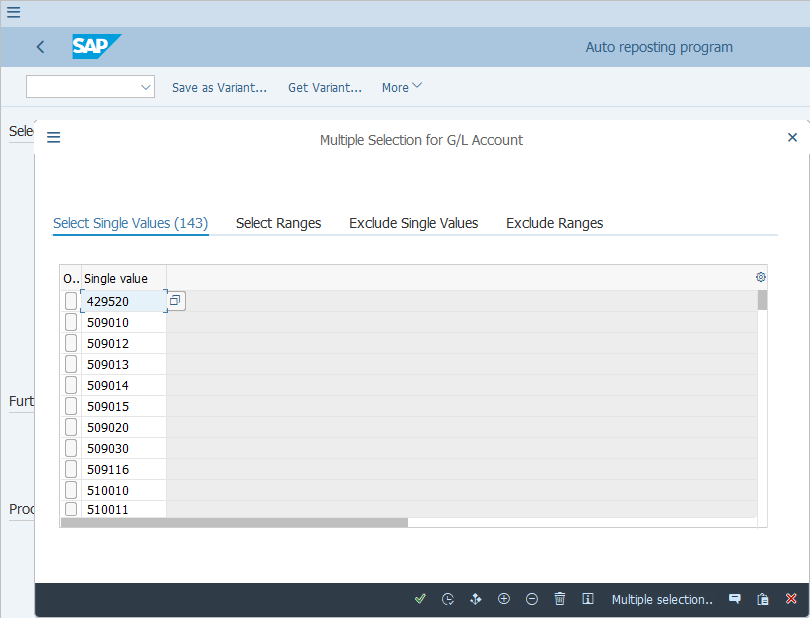 SAP
Auto reposting program
Save as Variant... Get Variant... More
Sele
Multiple Selection for G/L Account
Select Single Values (143) Select Ranges Exclude Single Values Exclude Ranges
O.. Single value
429520
509010
509012
509013
509014
509015
509020
509030
509116
510010
510011
Furt
Proc
Multiple selection..